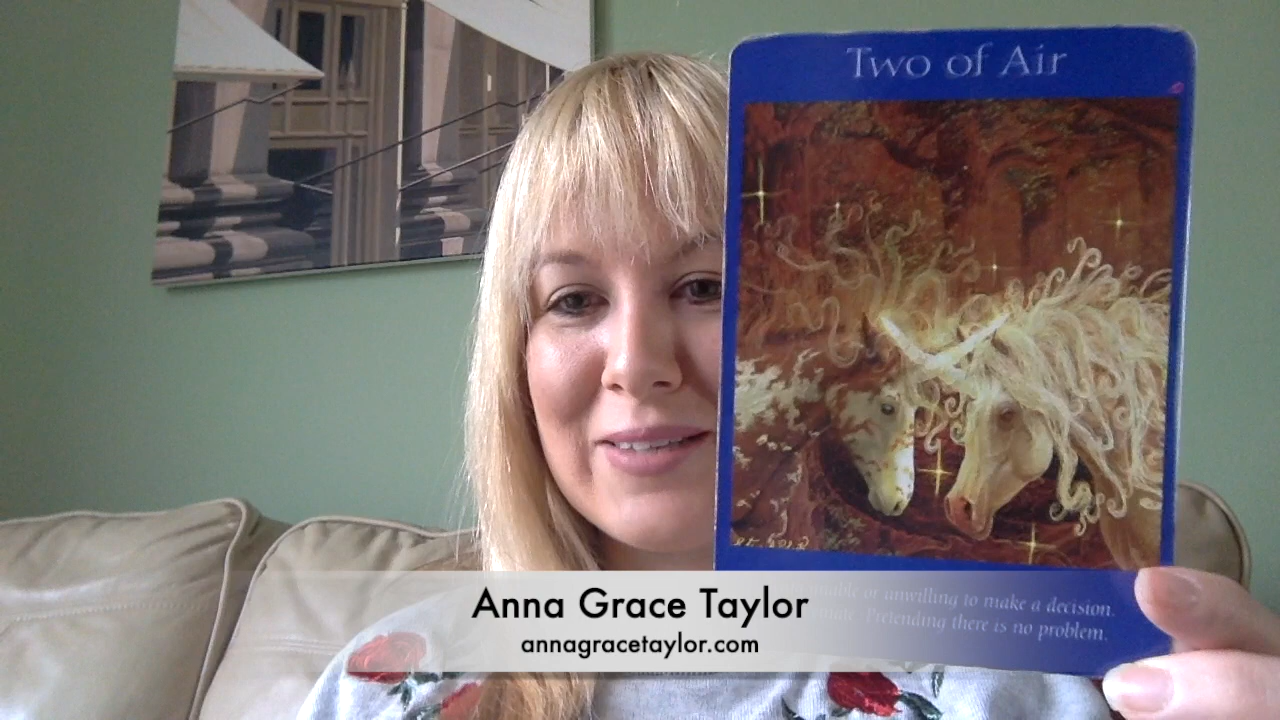 Two of Air
unable or unwilling to make a decision.
Pretending there is no problem.
Anna Grace Taylor
annagracetaylor.com